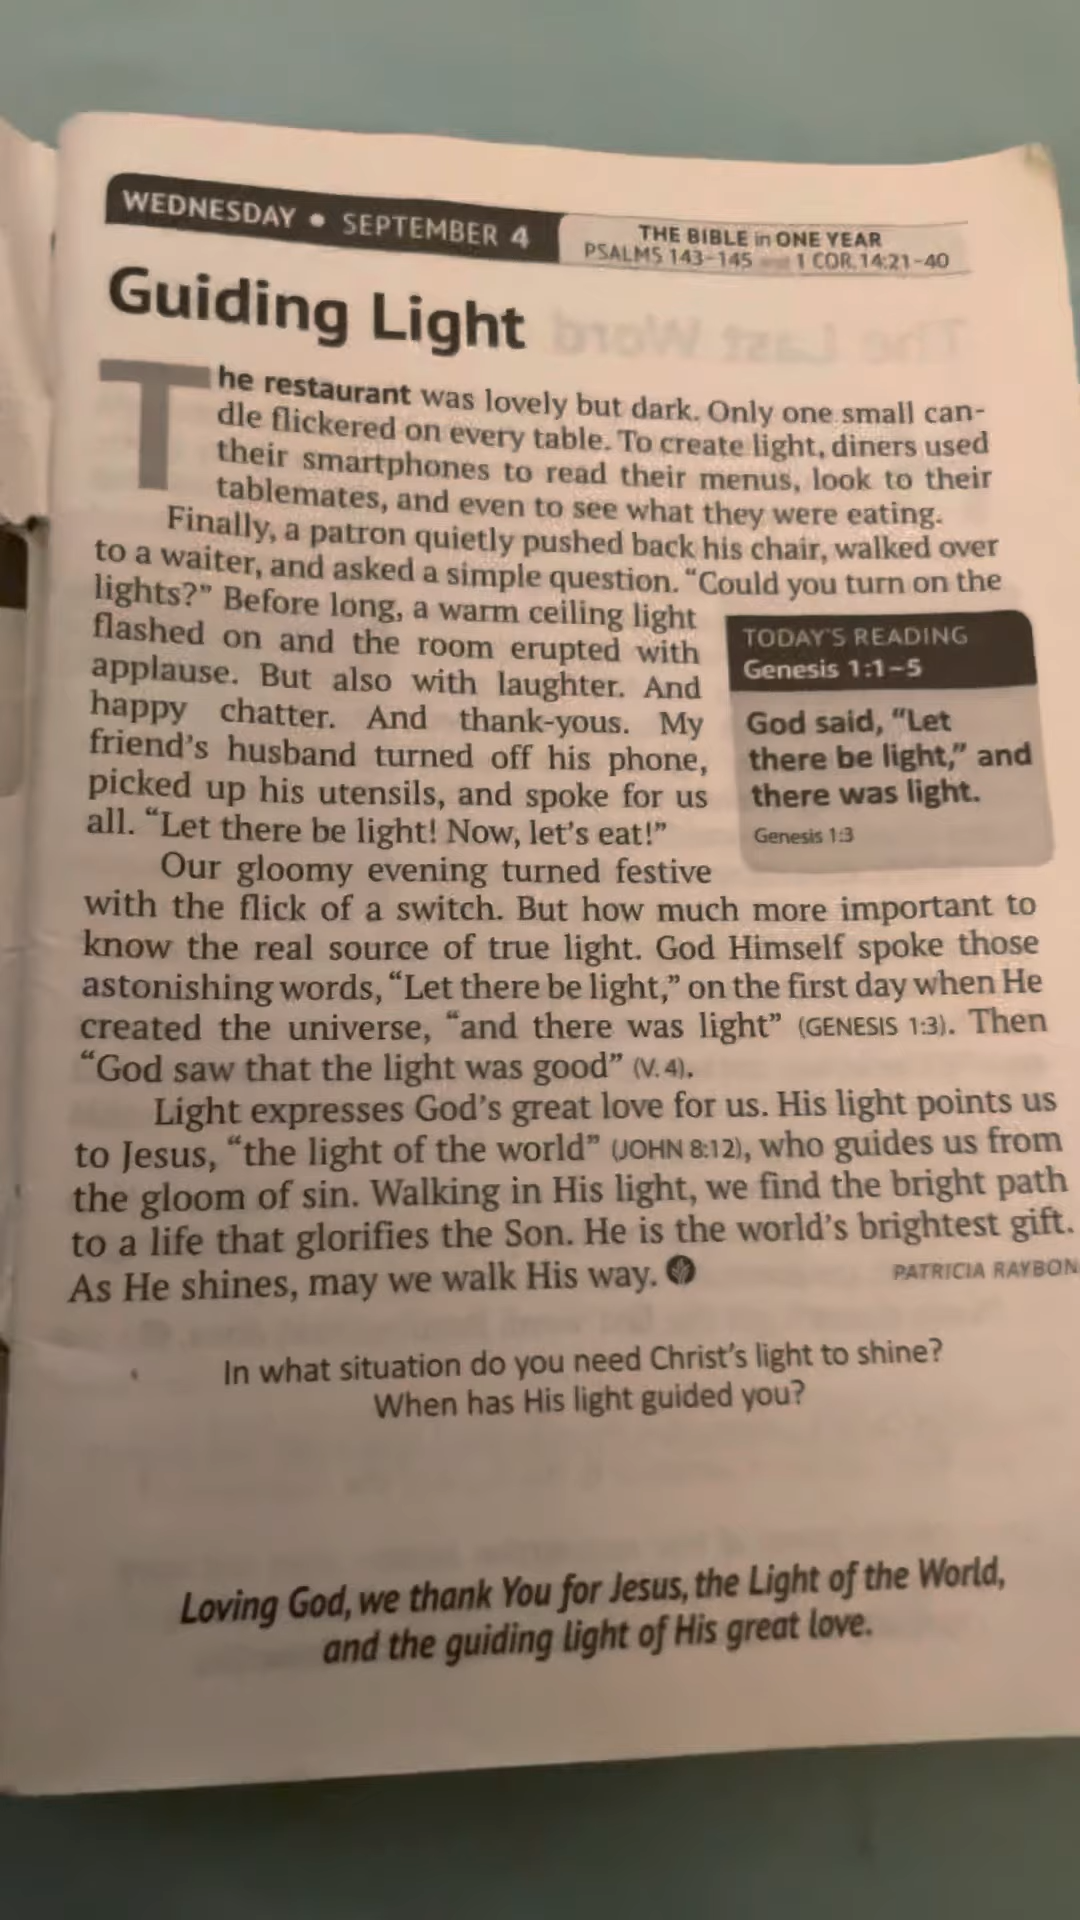 WEDNESDAY • SEPTEMBER 4
THE BIBLE in ONE YEAR
PSALMS 143–145 and 1 COR. 14:21–40
Guiding Light
The restaurant was lovely but dark. Only one small can-
dle flickered on every table. To create light, diners used
their smartphones to read their menus, look to their
tablemates, and even to see what they were eating.
Finally, a patron quietly pushed back his chair, walked over
to a waiter, and asked a simple question. “Could you turn on the
lights?” Before long, a warm ceiling light
flashed on and the room erupted with
applause. But also with laughter. And
happy chatter. And thank-yous. My
friend’s husband turned off his phone,
picked up his utensils, and spoke for us
all. “Let there be light! Now, let’s eat!”
TODAY’S READING
Genesis 1:1–5
God said, “Let
there be light,” and
there was light.
Genesis 1:3
Our gloomy evening turned festive
with the flick of a switch. But how much more important to
know the real source of true light. God Himself spoke those
astonishing words, “Let there be light,” on the first day when He
created the universe, “and there was light” (GENESIS 1:3). Then
“God saw that the light was good” (V. 4).
Light expresses God’s great love for us. His light points us
to Jesus, “the light of the world” (JOHN 8:12), who guides us from
the gloom of sin. Walking in His light, we find the bright path
to a life that glorifies the Son. He is the world’s brightest gift.
As He shines, may we walk His way.
PATRICIA RAYBON
In what situation do you need Christ’s light to shine?
When has His light guided you?
Loving God, we thank You for Jesus, the Light of the World,
and the guiding light of His great love.